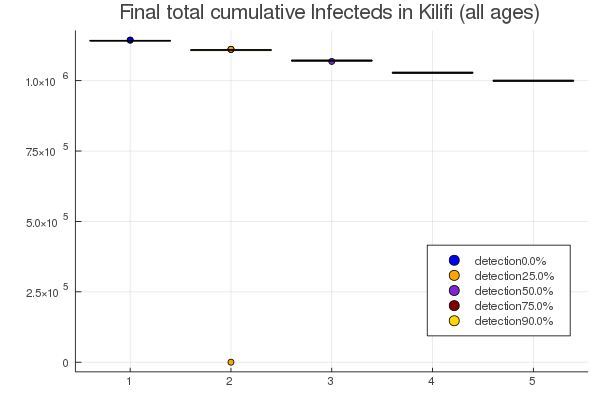 Final total cumulative Infecteds in Kilifi (all ages)
1.0×10 6
7.5×10 5
5.0×10 5
2.5×10 5
0
1 2 3 4 5
detection0.0%
detection25.0%
detection50.0%
detection75.0%
detection90.0%